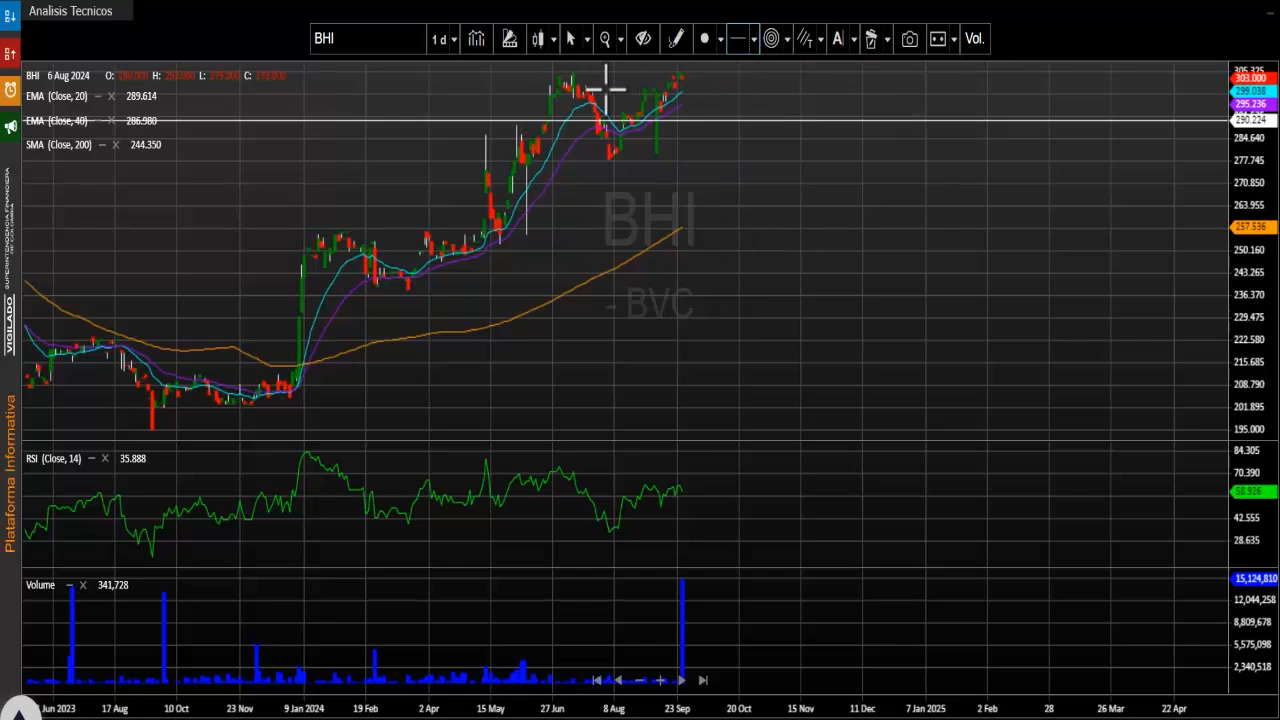 Analisis Tecnicos
BHI
1 d
A
Vol.
BHI 6 Aug 2024 O: H: L: C:
EMA (Close, 20) – X 289.614
EMA (Close, 40) – X 286.980
SMA (Close, 200) – X 244.350
BHI
- BVC
305.325
303.000
299.038
295.236
290.224
284.640
277.745
270.850
263.955
257.536
250.160
243.265
236.370
229.475
222.580
215.685
208.790
201.895
195.000
RSI (Close, 14) – X 35.888
84.305
70.390
58.926
42.555
28.635
Volume – X 341,728
15,124,810
12,044,258
8,809,678
5,575,098
2,340,518
Jun 2023 17 Aug 10 Oct 23 Nov 9 Jan 2024 19 Feb 2 Apr 15 May 27 Jun 8 Aug 23 Sep 20 Oct 15 Nov 11 Dec 7 Jan 2025 2 Feb 28 26 Mar 22 Apr
VIGILADO
SUPERINTENDENCIA FINANCIERA
DE COLOMBIA
Plataforma Informativa